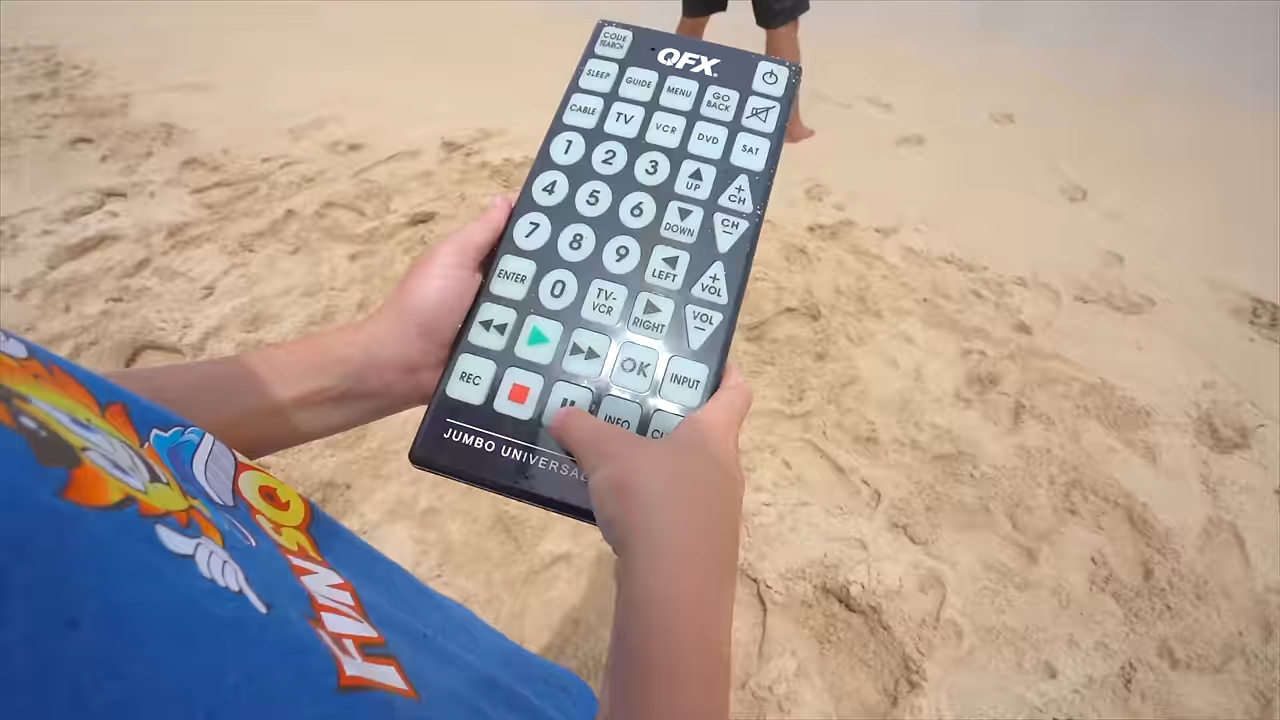 CODE SEARCH
QFX
SLEEP GUIDE MENU GO BACK
CABLE TV VCR DVD SAT
1 2 3 UP + CH
4 5 6 DOWN CH −
7 8 9 LEFT + VOL
ENTER 0 TV-VCR RIGHT VOL −
OK INPUT
REC INFO
JUMBO UNIVERSAL
FUNSO